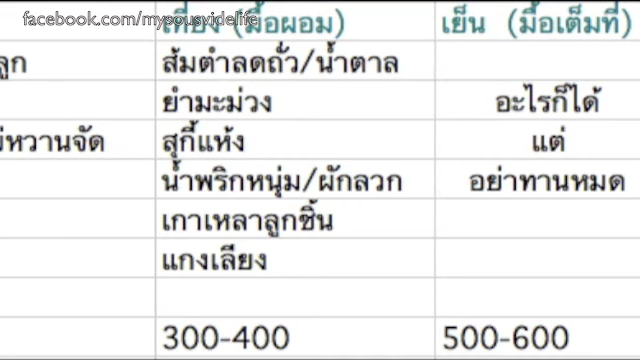 facebook.com/mysousvidelife
เที่ยง (มื้อผอม) เย็น (มื้อเต็มที่)
ลูก ส้มตำลดถั่ว/น้ำตาล
ยำมะม่วง อะไรก็ได้
หวานจัด สุกี้แห้ง แต่
น้ำพริกหนุ่ม/ผักลวก อย่าทานหมด
เกาเหลาลูกชิ้น
แกงเลียง
300-400 500-600